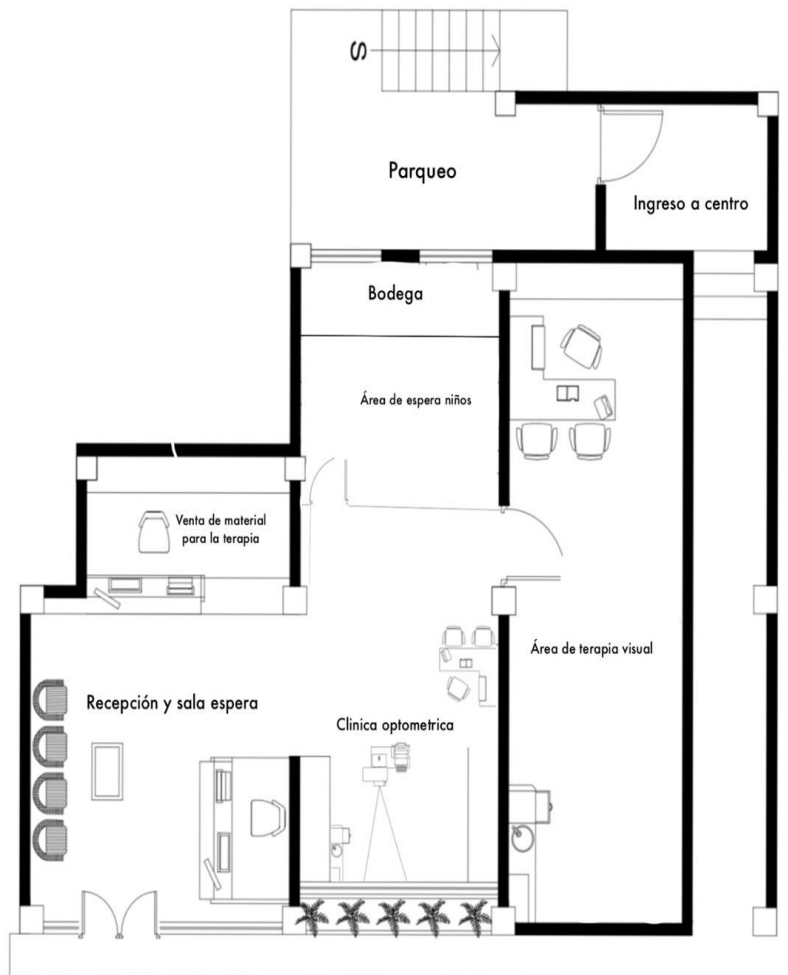 S
Parqueo
Ingreso a centro
Bodega
Área de espera niños
Venta de material
para la terapia
Área de terapia visual
Recepción y sala espera
Clinica optometrica